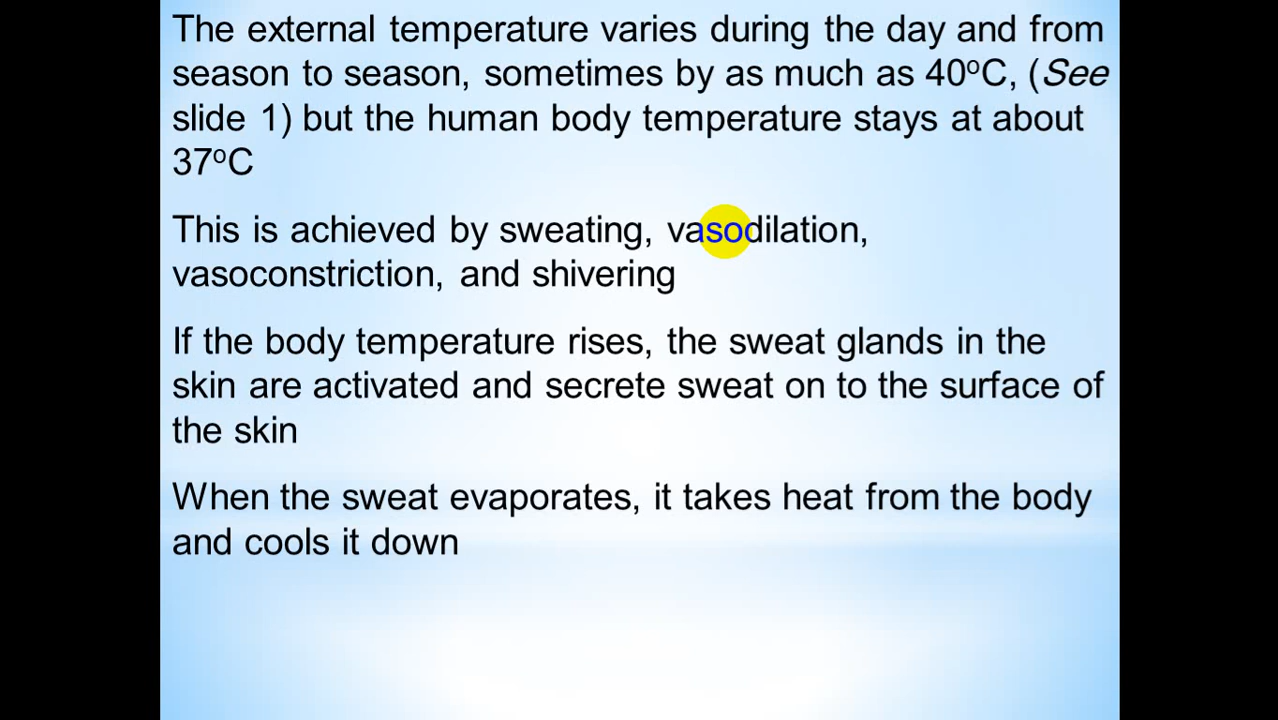 The external temperature varies during the day and from
season to season, sometimes by as much as 40ºC, (See
slide 1) but the human body temperature stays at about
37ºC
This is achieved by sweating, vasodilation,
vasoconstriction, and shivering
If the body temperature rises, the sweat glands in the
skin are activated and secrete sweat on to the surface of
the skin
When the sweat evaporates, it takes heat from the body
and cools it down